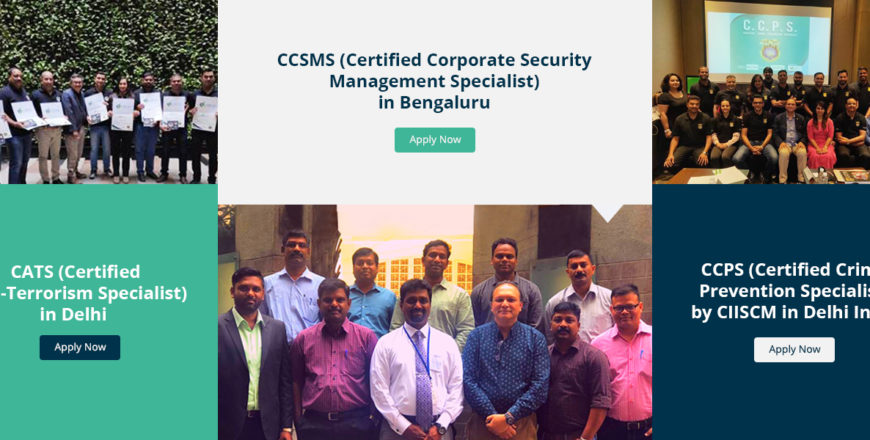 C.C.P.S.
CCSMS (Certified Corporate Security
Management Specialist)
in Bengaluru
Apply Now
CATS (Certified
-Terrorism Specialist)
in Delhi
Apply Now
CCPS (Certified Crim
Prevention Specialis
by CIISCM in Delhi In
Apply Now